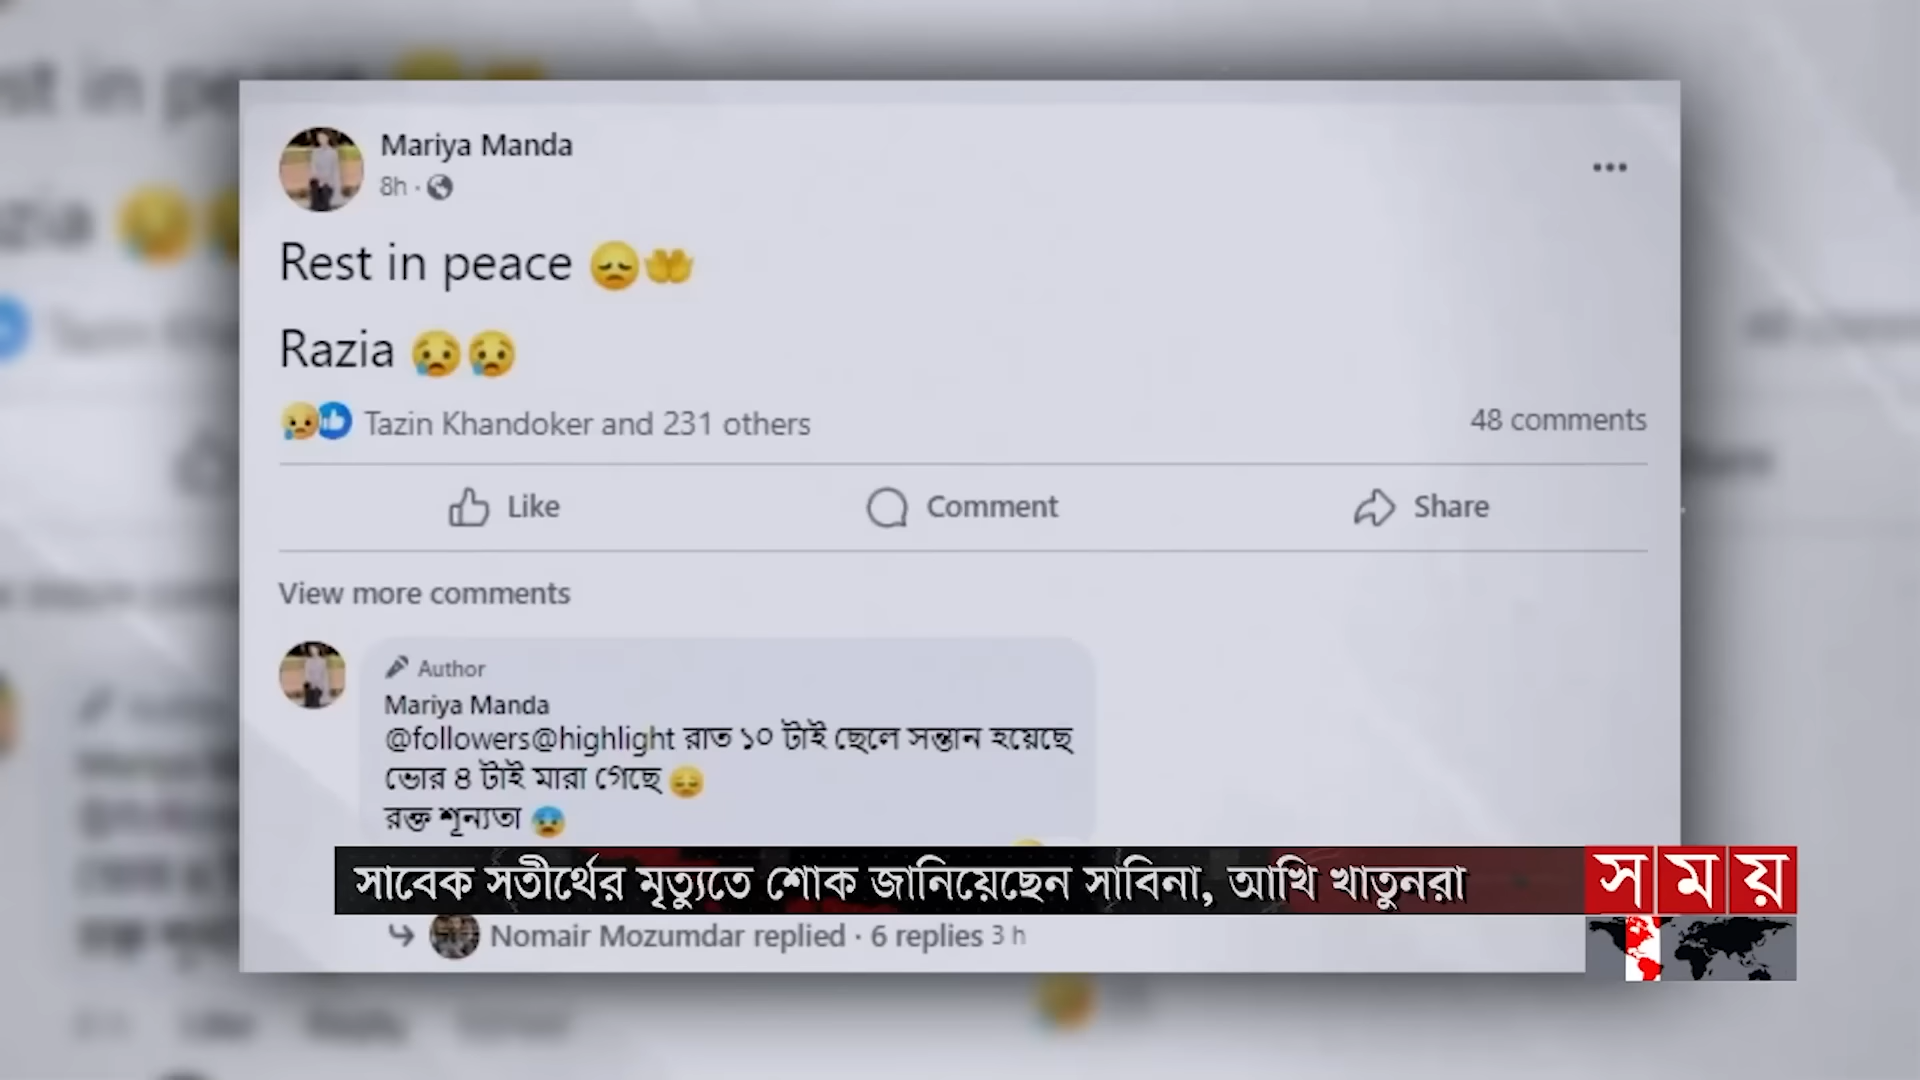 Mariya Manda
8h ·
Rest in peace 😞🤲
Razia 😢😢
Tazin Khandoker and 231 others
48 comments
Like
Comment
Share
View more comments
Author
Mariya Manda
@followers@highlight রাত ১০ টাই ছেলে সন্তান হয়েছে
ভোর ৪ টাই মারা গেছে 😔
রক্ত শূন্যতা 😰
সাবেক সতীর্থের মৃত্যুতে শোক জানিয়েছেন সাবিনা, আখি খাতুনরা
সময়
Nomair Mozumdar replied · 6 replies 3 h